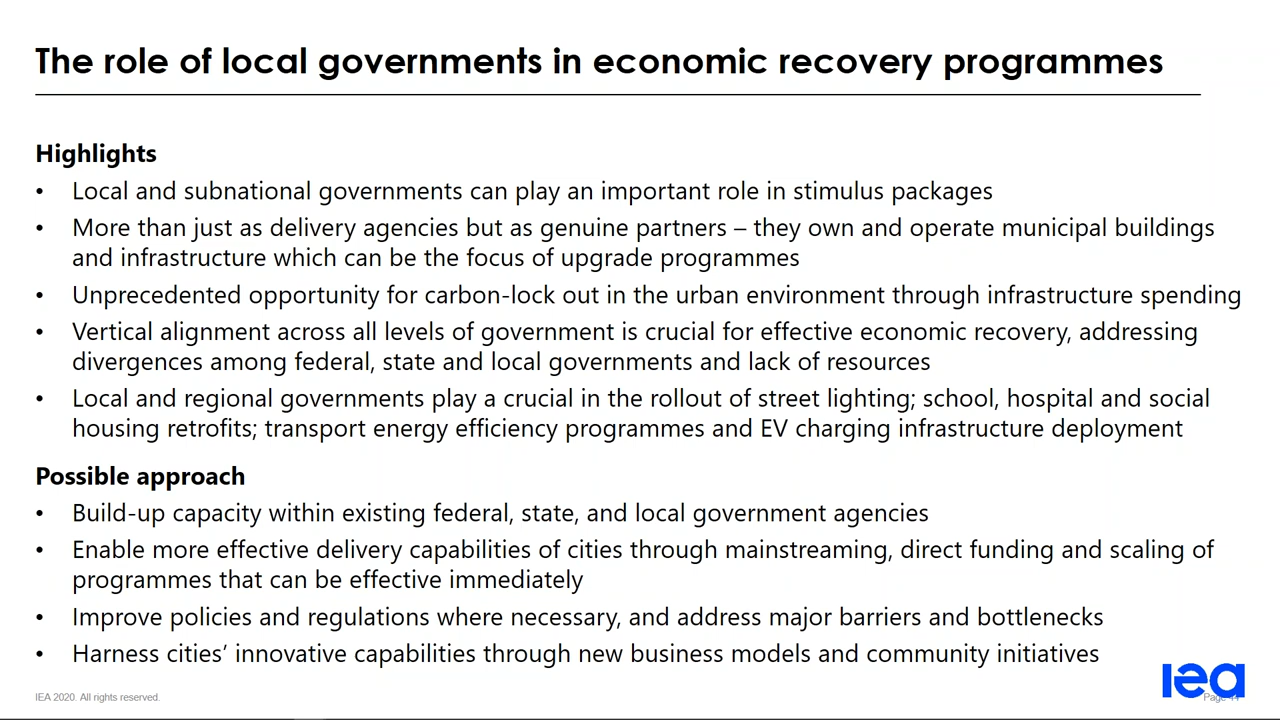 The role of local governments in economic recovery programmes
Highlights
• Local and subnational governments can play an important role in stimulus packages
• More than just as delivery agencies but as genuine partners – they own and operate municipal buildings
and infrastructure which can be the focus of upgrade programmes
• Unprecedented opportunity for carbon-lock out in the urban environment through infrastructure spending
• Vertical alignment across all levels of government is crucial for effective economic recovery, addressing
divergences among federal, state and local governments and lack of resources
• Local and regional governments play a crucial in the rollout of street lighting; school, hospital and social
housing retrofits; transport energy efficiency programmes and EV charging infrastructure deployment
Possible approach
• Build-up capacity within existing federal, state, and local government agencies
• Enable more effective delivery capabilities of cities through mainstreaming, direct funding and scaling of
programmes that can be effective immediately
• Improve policies and regulations where necessary, and address major barriers and bottlenecks
• Harness cities’ innovative capabilities through new business models and community initiatives
IEA 2020. All rights reserved.
iea
Page